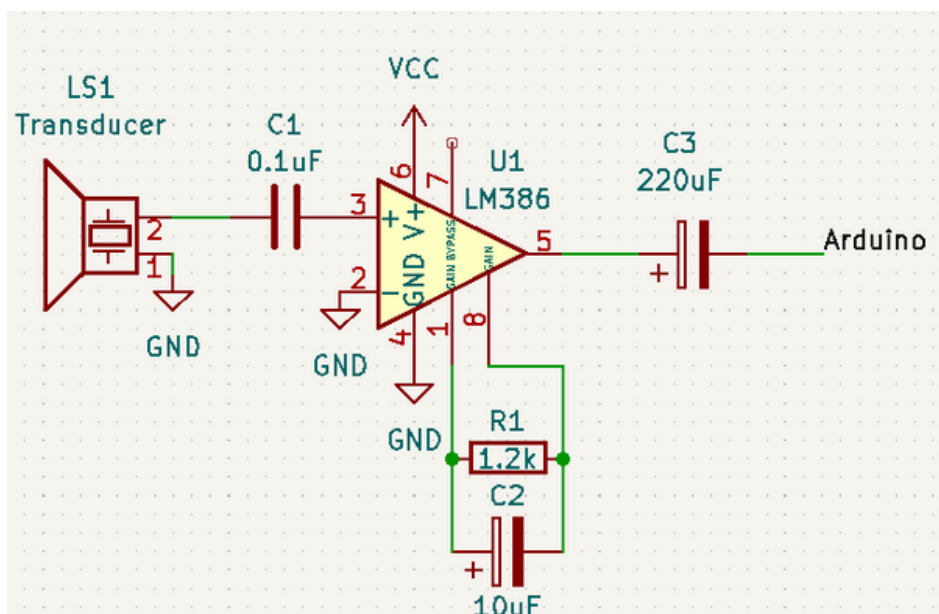 LS1
Transducer
2
1
GND
C1
0.1uF
VCC
6
7
U1
LM386
3
+
V+
2
-
GND
BYPASS
GAIN
GAIN
5
GND
4
1
8
GND
C3
220uF
+
Arduino
R1
1.2k
C2
+
10uF